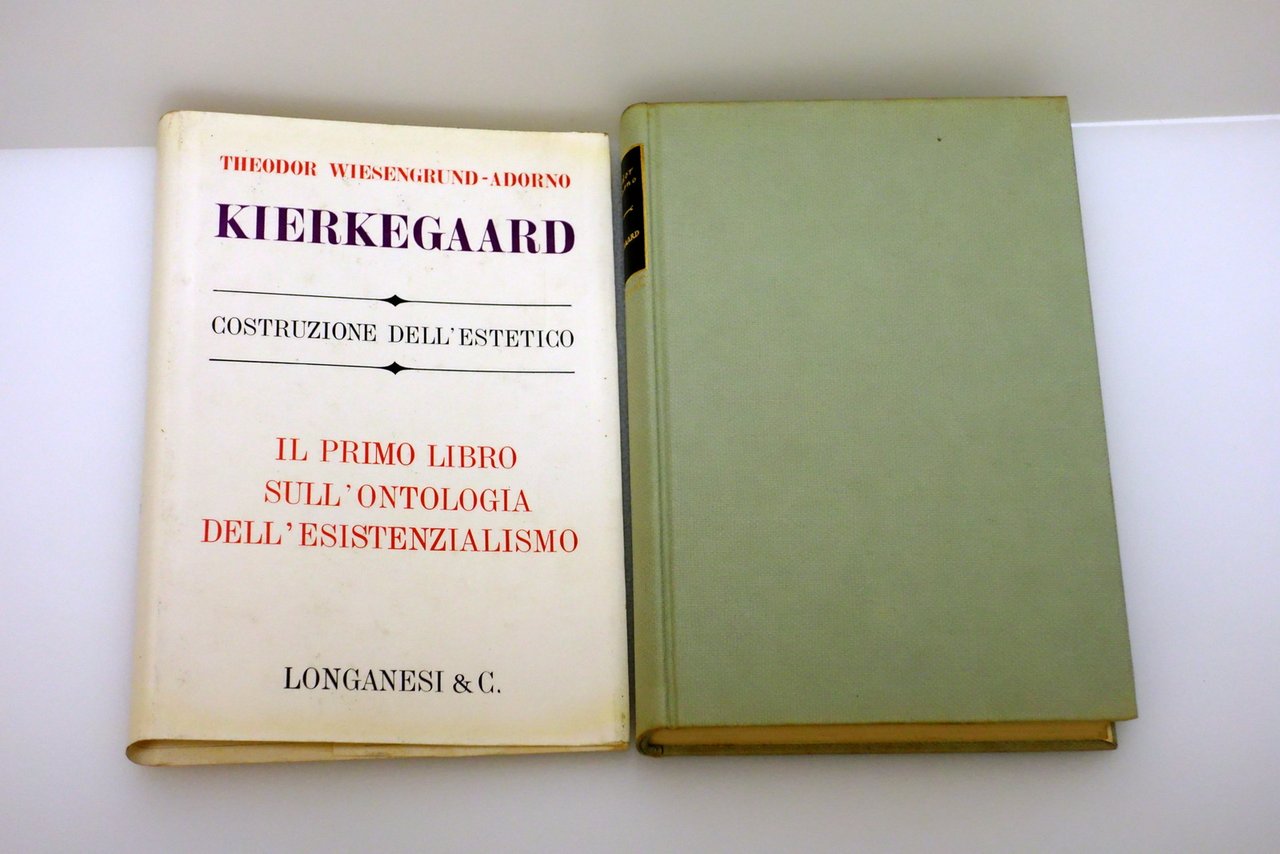 THEODOR WIESENGRUND-ADORNO
KIERKEGAARD
COSTRUZIONE DELL'ESTETICO
IL PRIMO LIBRO
SULL'ONTOLOGIA
DELL'ESISTENZIALISMO
LONGANESI & C.